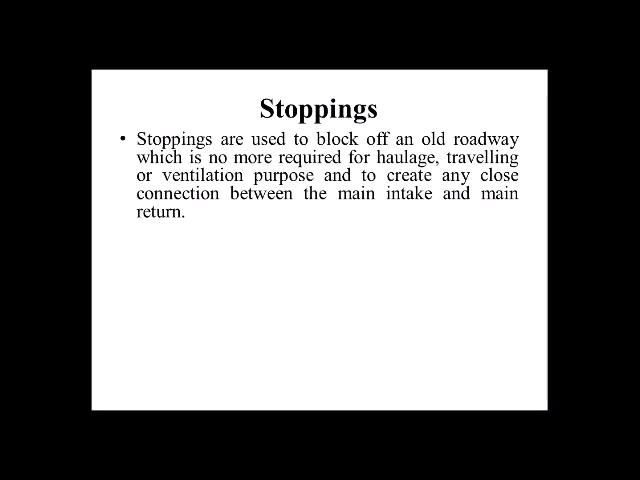 Stoppings
• Stoppings are used to block off an old roadway
which is no more required for haulage, travelling
or ventilation purpose and to create any close
connection between the main intake and main
return.